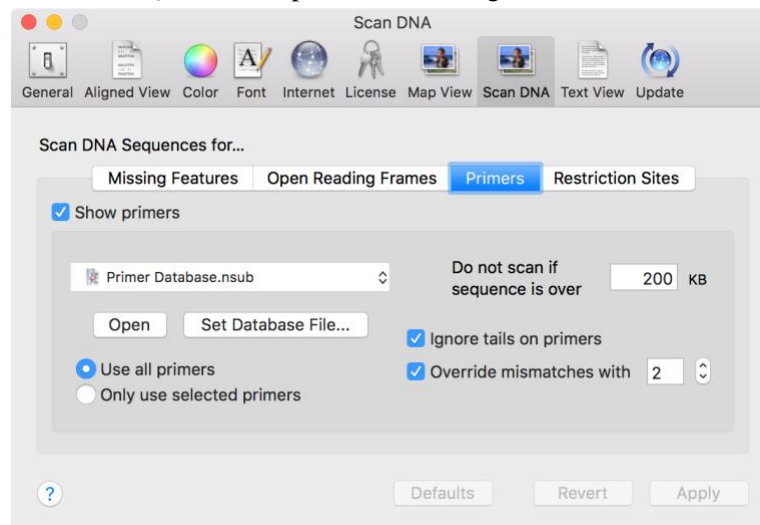 Scan DNA
General Aligned View Color Font Internet License Map View Scan DNA Text View Update
Scan DNA Sequences for...
Missing Features Open Reading Frames Primers Restriction Sites
Show primers
Primer Database.nsub
Do not scan if
sequence is over
200 KB
Open Set Database File...
Ignore tails on primers
Use all primers
Override mismatches with 2
Only use selected primers
? Defaults Revert Apply